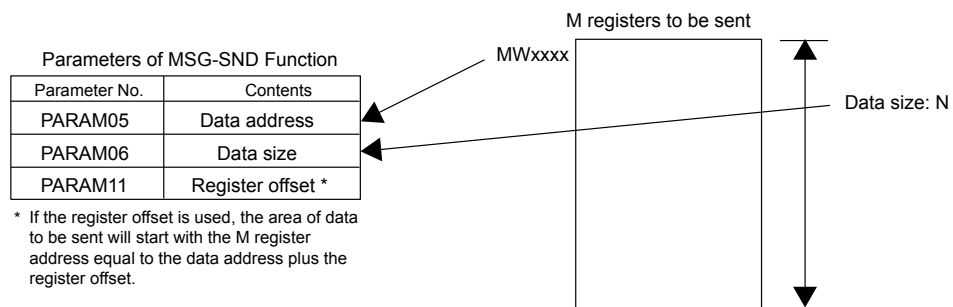 M registers to be sent
Parameters of MSG-SND Function
MWxxxx
Parameter No. Contents
PARAM05 Data address
PARAM06 Data size
PARAM11 Register offset *
Data size: N
* If the register offset is used, the area of data
to be sent will start with the M register
address equal to the data address plus the
register offset.